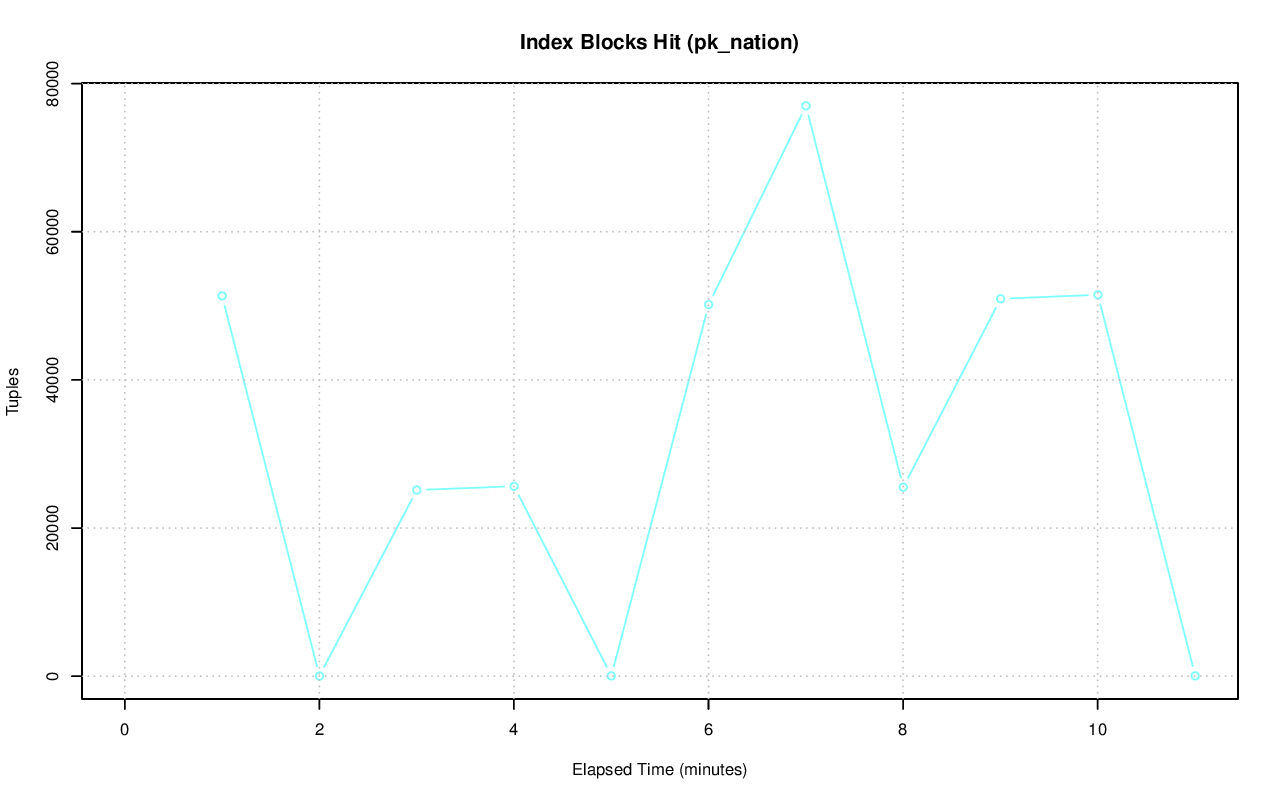 Index Blocks Hit (pk_nation)
80000
60000
40000
20000
0
Tuples
0 2 4 6 8 10
Elapsed Time (minutes)